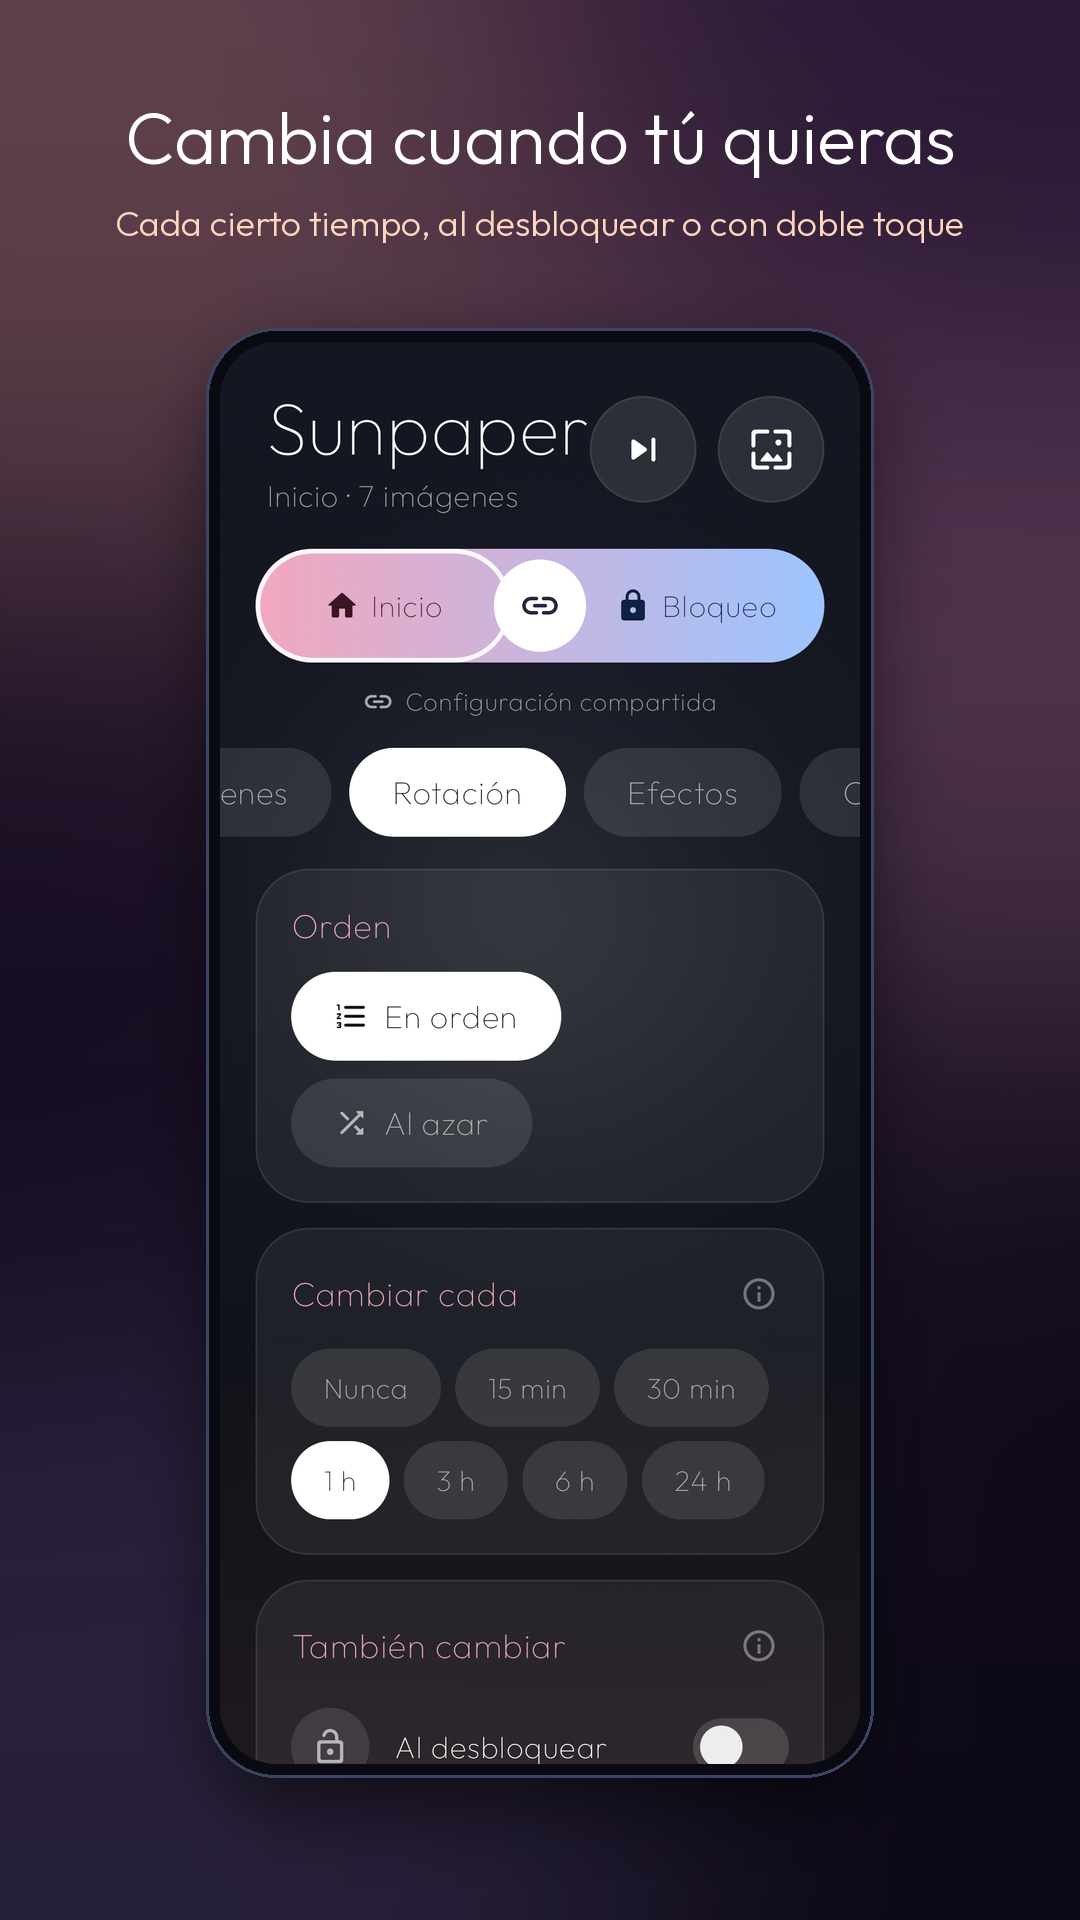 Cambia cuando tú quieras
Cada cierto tiempo, al desbloquear o con doble toque
Sunpaper
Inicio · 7 imágenes
Inicio
Bloqueo
Configuración compartida
enes
Rotación
Efectos
Orden
En orden
Al azar
Cambiar cada
Nunca
15 min
30 min
1 h
3 h
6 h
24 h
También cambiar
Al desbloquear